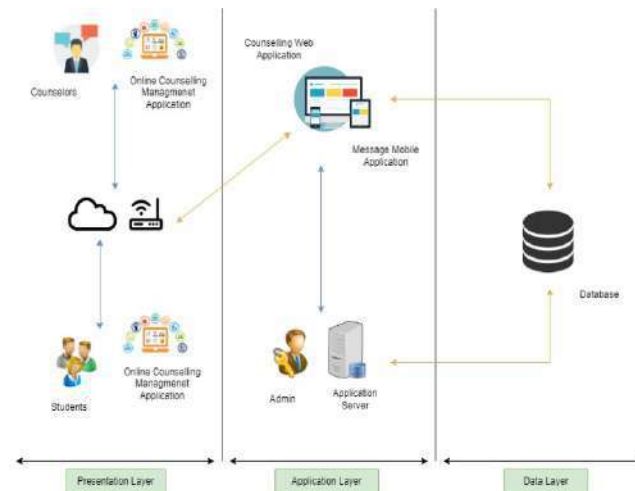 Counselors
Online Counselling
Managmenet
Application
Counselling Web
Application
Message Mobile
Application
Database
Students
Online Counselling
Managmenet
Application
Admin
Application
Server
Presentation Layer
Application Layer
Data Layer